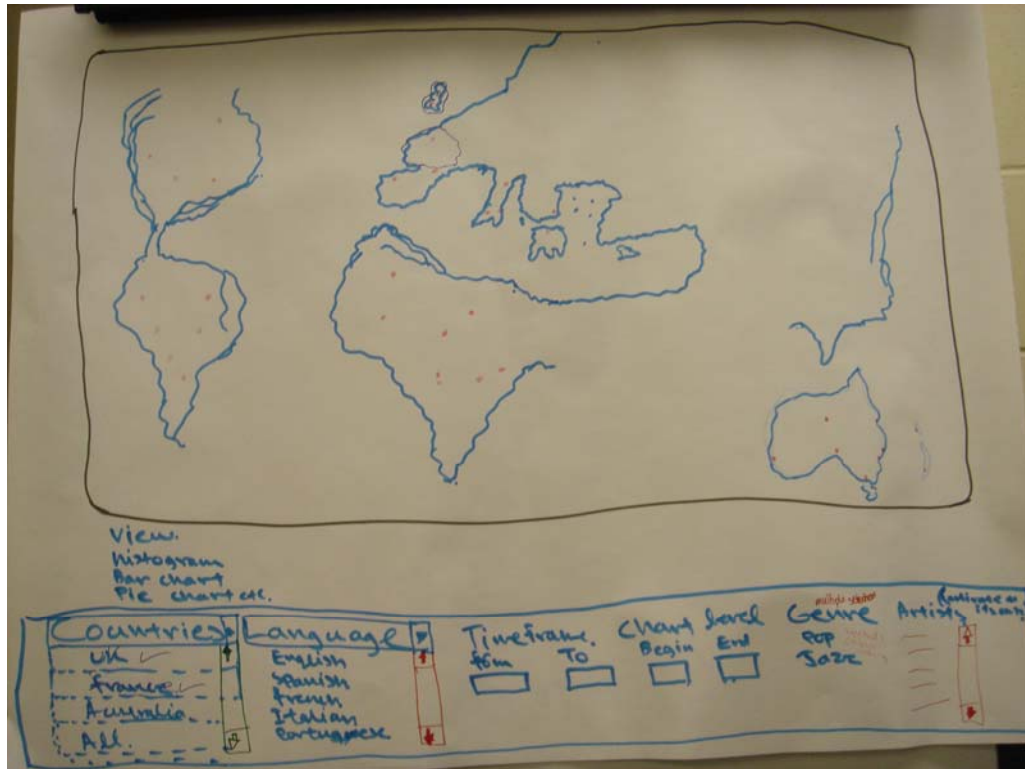 View.
Histogram
Bar chart
Pie chart etc.
Countries
UK
France
Australia
All.
Language
English
Spanish
French
Italian
Portuguese
Timeframe.
To
Chart level
Begin End
Genre
Pop
Jazz
Artists